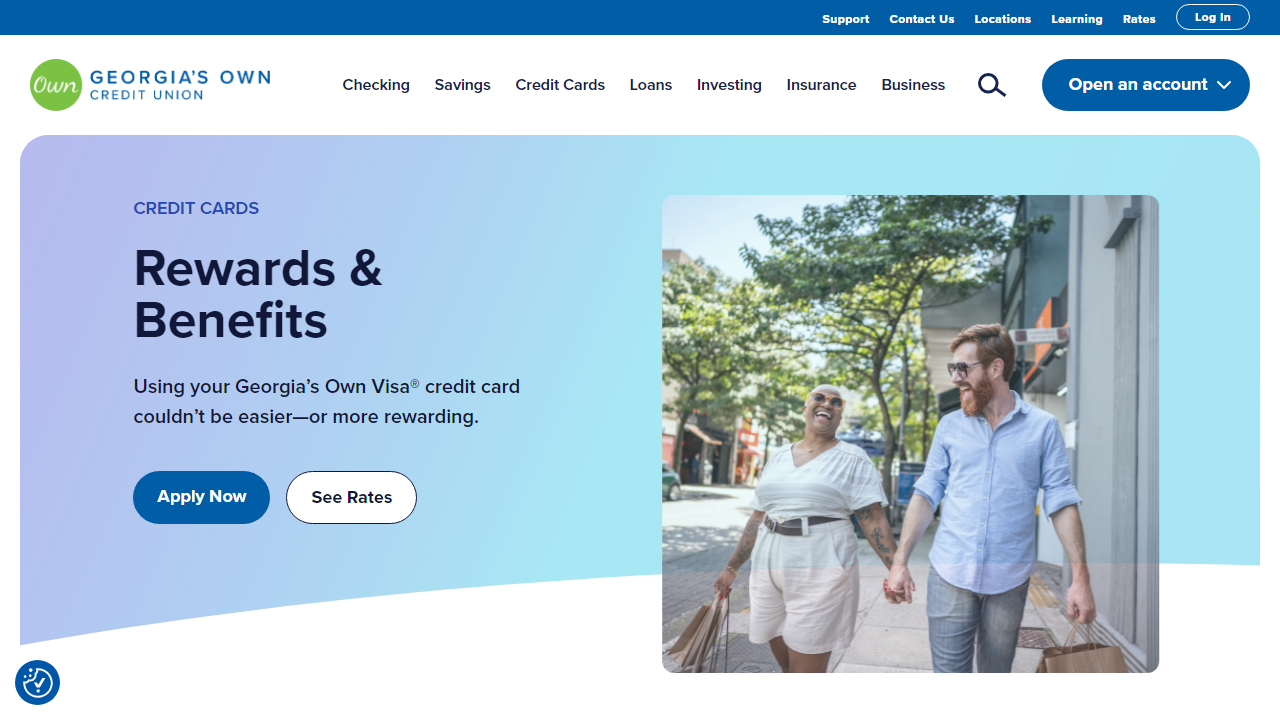 Support Contact Us Locations Learning Rates Log In
Own GEORGIA'S OWN
CREDIT UNION
Checking Savings Credit Cards Loans Investing Insurance Business Open an account
CREDIT CARDS
Rewards &
Benefits
Using your Georgia’s Own Visa® credit card
couldn’t be easier—or more rewarding.
Apply Now See Rates